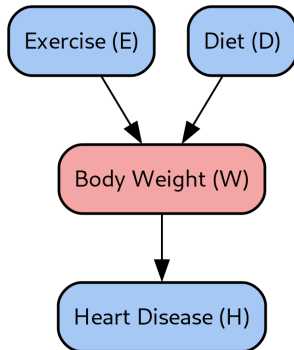 Exercise (E)
Diet (D)
Body Weight (W)
Heart Disease (H)